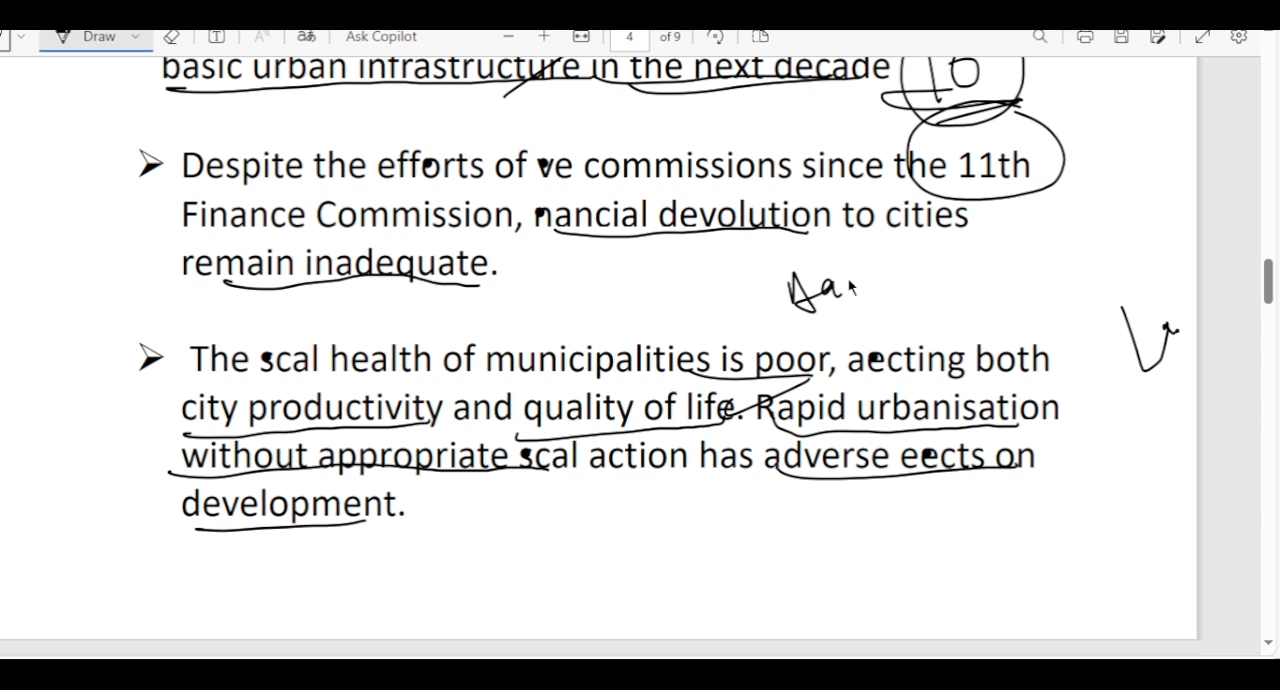 Draw
Ask Copilot
4 of 9
basic urban infrastructure in the next decade 16
Despite the efforts of ve commissions since the 11th
Finance Commission, nancial devolution to cities
remain inadequate.
The scal health of municipalities is poor, aecting both
city productivity and quality of life. Rapid urbanisation
without appropriate scal action has adverse eects on
development.